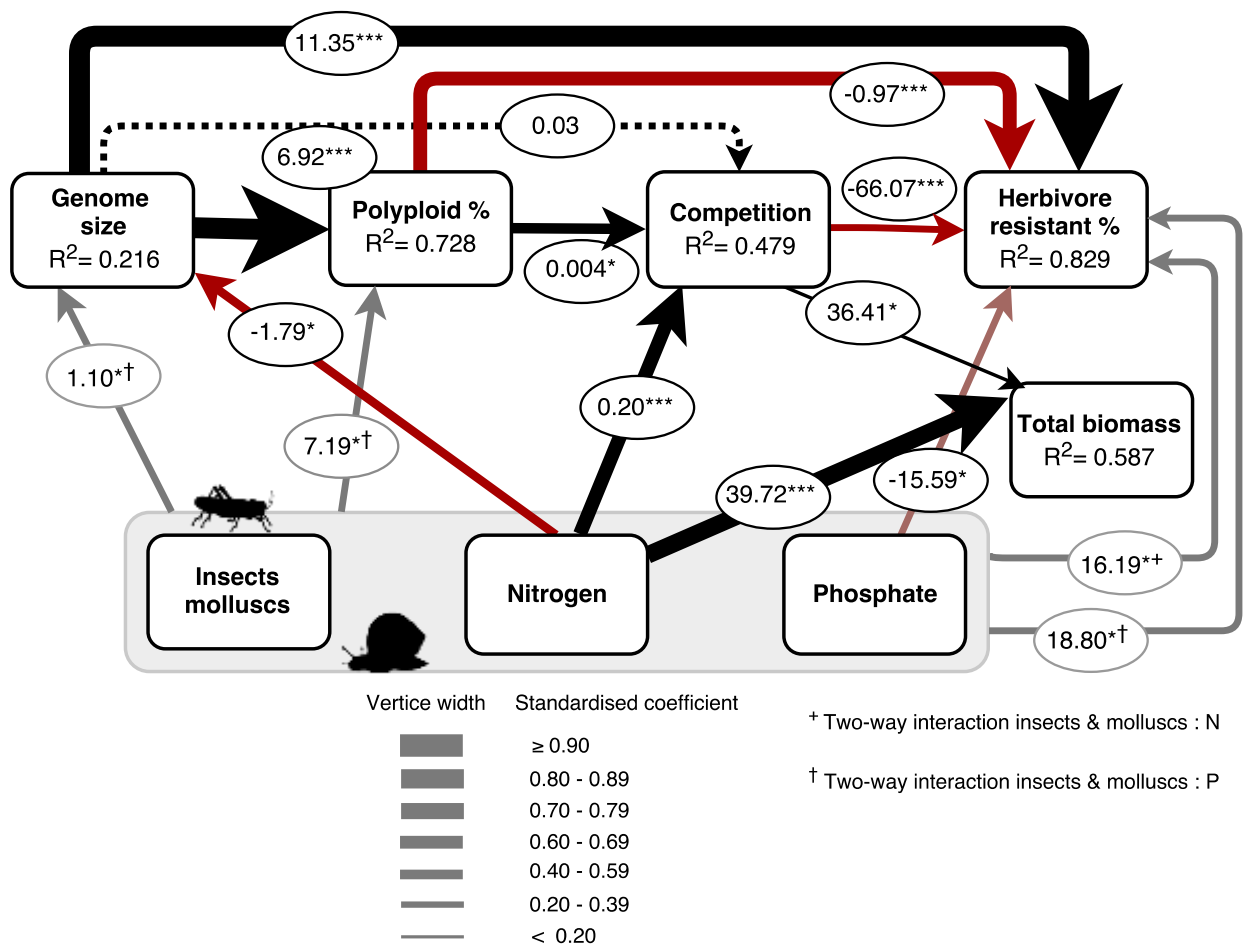 11.35***
-0.97***
0.03
6.92***
-66.07***
Genome
size
R2= 0.216
Polyploid %
R2= 0.728
Competition
R2= 0.479
Herbivore
resistant %
R2= 0.829
0.004*
-1.79*
36.41*
1.10*†
0.20***
7.19*†
Total biomass
R2= 0.587
39.72***
-15.59*
16.19*+
Insects
molluscs
Nitrogen
Phosphate
18.80*†
Vertice width Standardised coefficient
≥ 0.90
0.80 - 0.89
0.70 - 0.79
0.60 - 0.69
0.40 - 0.59
0.20 - 0.39
< 0.20
+ Two-way interaction insects & molluscs : N
† Two-way interaction insects & molluscs : P